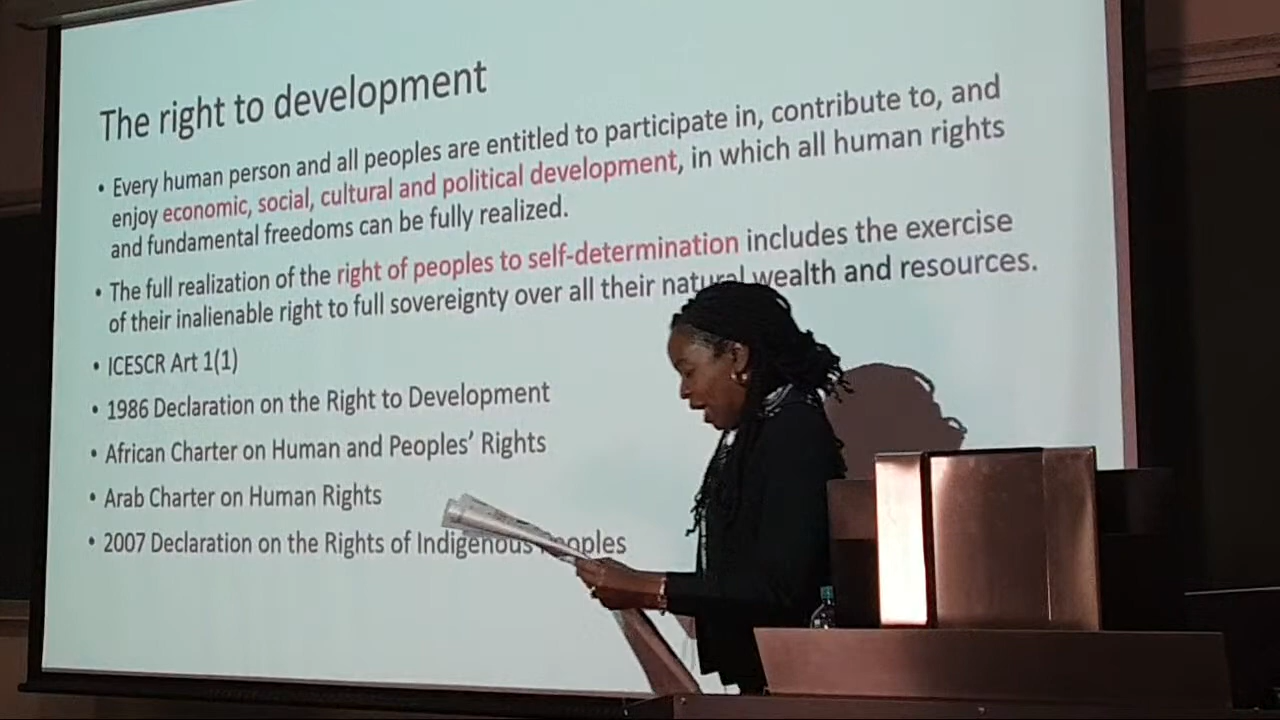 The right to development
• Every human person and all peoples are entitled to participate in, contribute to, and
enjoy economic, social, cultural and political development, in which all human rights
and fundamental freedoms can be fully realized.
• The full realization of the right of peoples to self-determination includes the exercise
of their inalienable right to full sovereignty over all their natural wealth and resources.
• ICESCR Art 1(1)
• 1986 Declaration on the Right to Development
• African Charter on Human and Peoples' Rights
• Arab Charter on Human Rights
• 2007 Declaration on the Rights of Indigenous Peoples